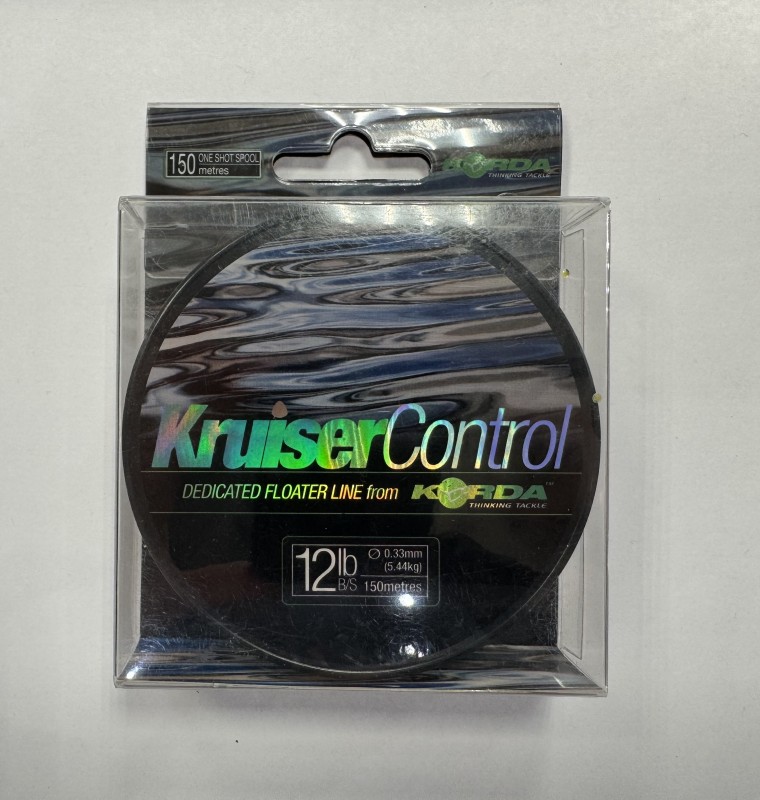 150 ONE SHOT SPOOL
metres
KORDA
THINKING TACKLE
KruiserControl
DEDICATED FLOATER LINE from KORDA™
THINKING TACKLE
12lb
B/S
Ø 0.33mm
(5.44kg)
150metres